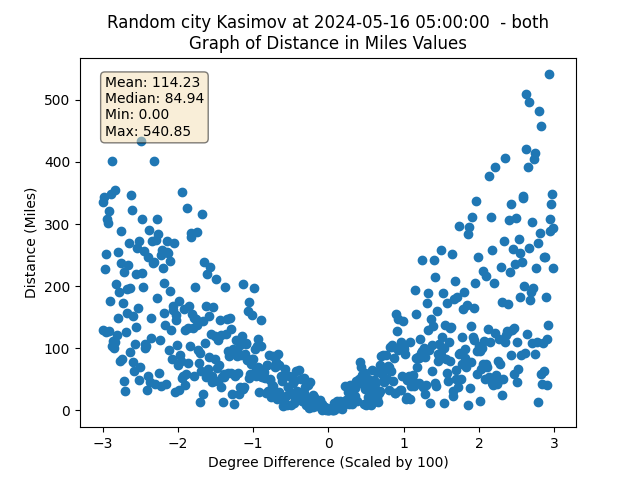 Random city Kasimov at 2024-05-16 05:00:00  - both
Graph of Distance in Miles Values
Mean: 114.23
Median: 84.94
Min: 0.00
Max: 540.85
500
400
300
200
100
0
Distance (Miles)
−3
−2
−1
0
1
2
3
Degree Difference (Scaled by 100)